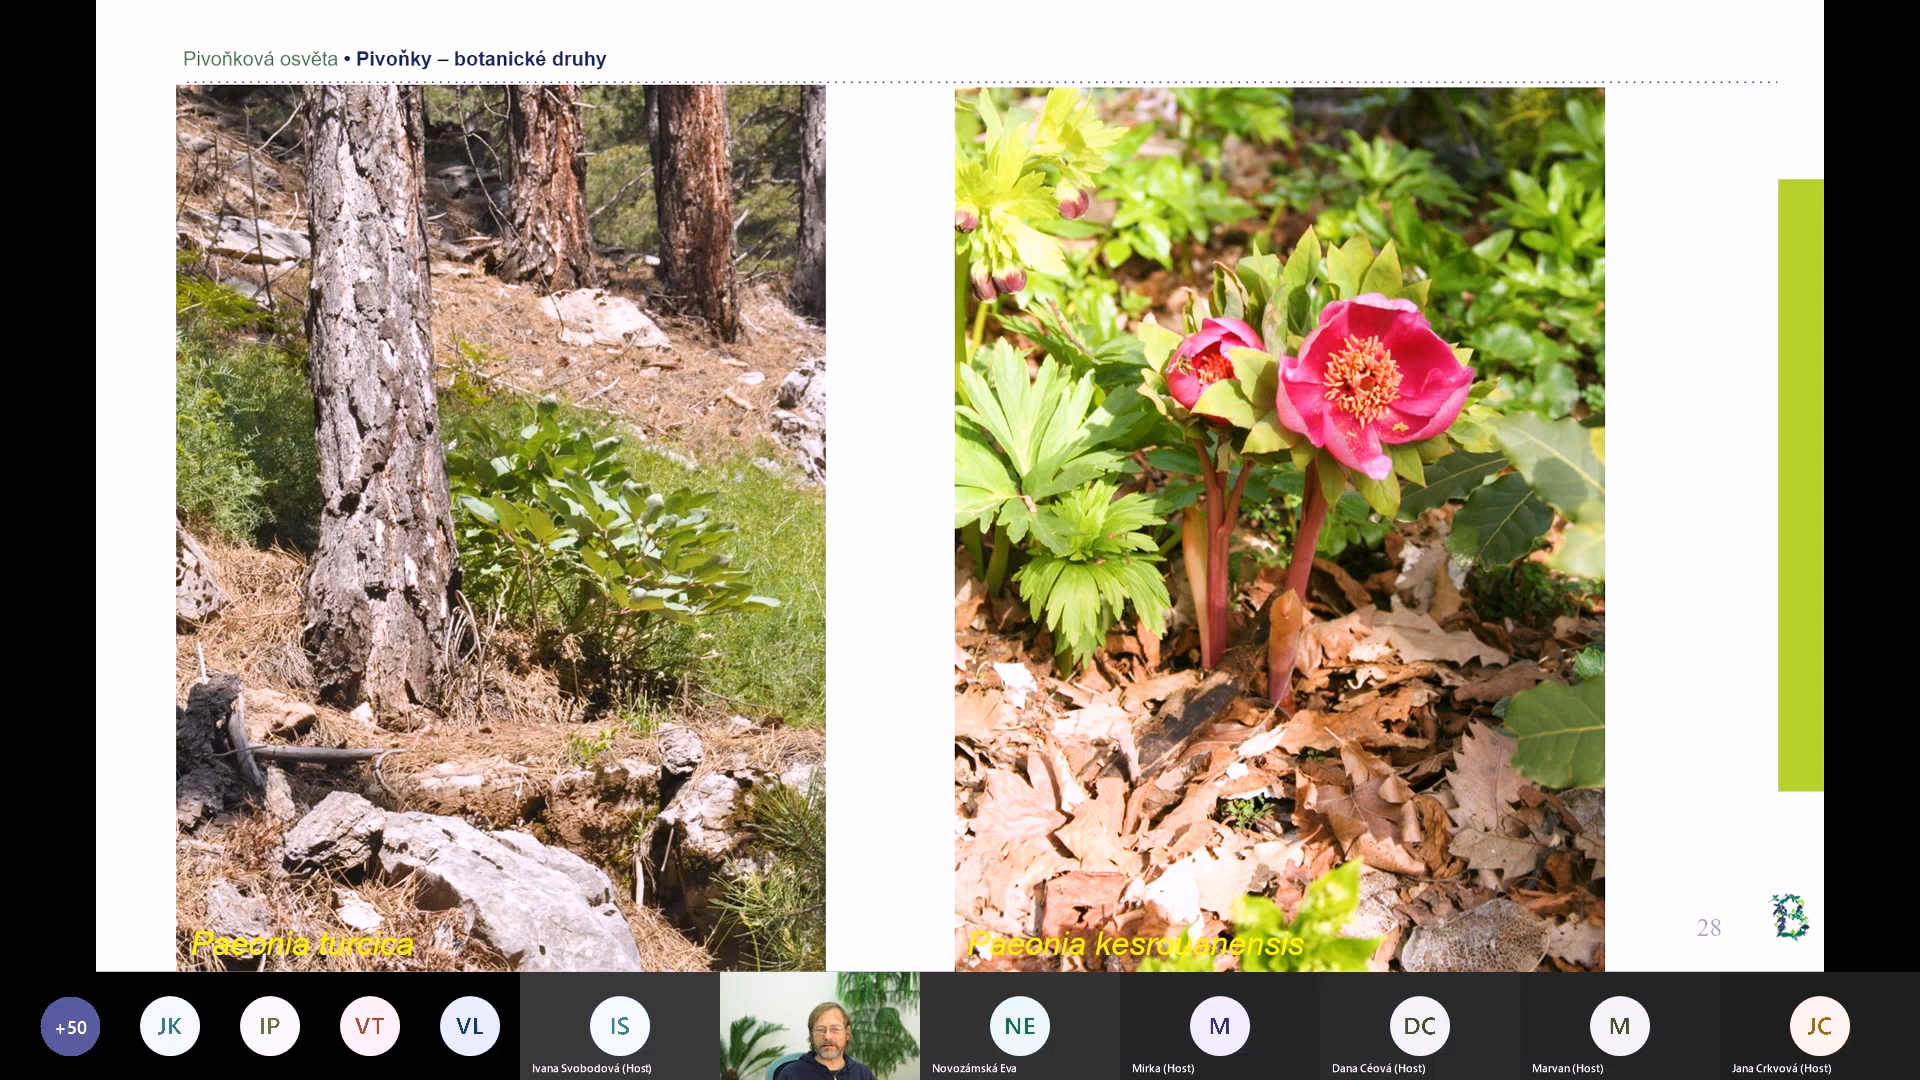 Pivoňková osvěta • Pivoňky – botanické druhy
Paeonia turcica
Paeonia kesrouanensis
28
B
+50
JK
IP
VT
VL
IS
NE
M
DC
M
JC
Ivana Svobodová (Host)
Novozámská Eva
Mirka (Host)
Dana Céová (Host)
Marvan (Host)
Jana Crkvová (Host)